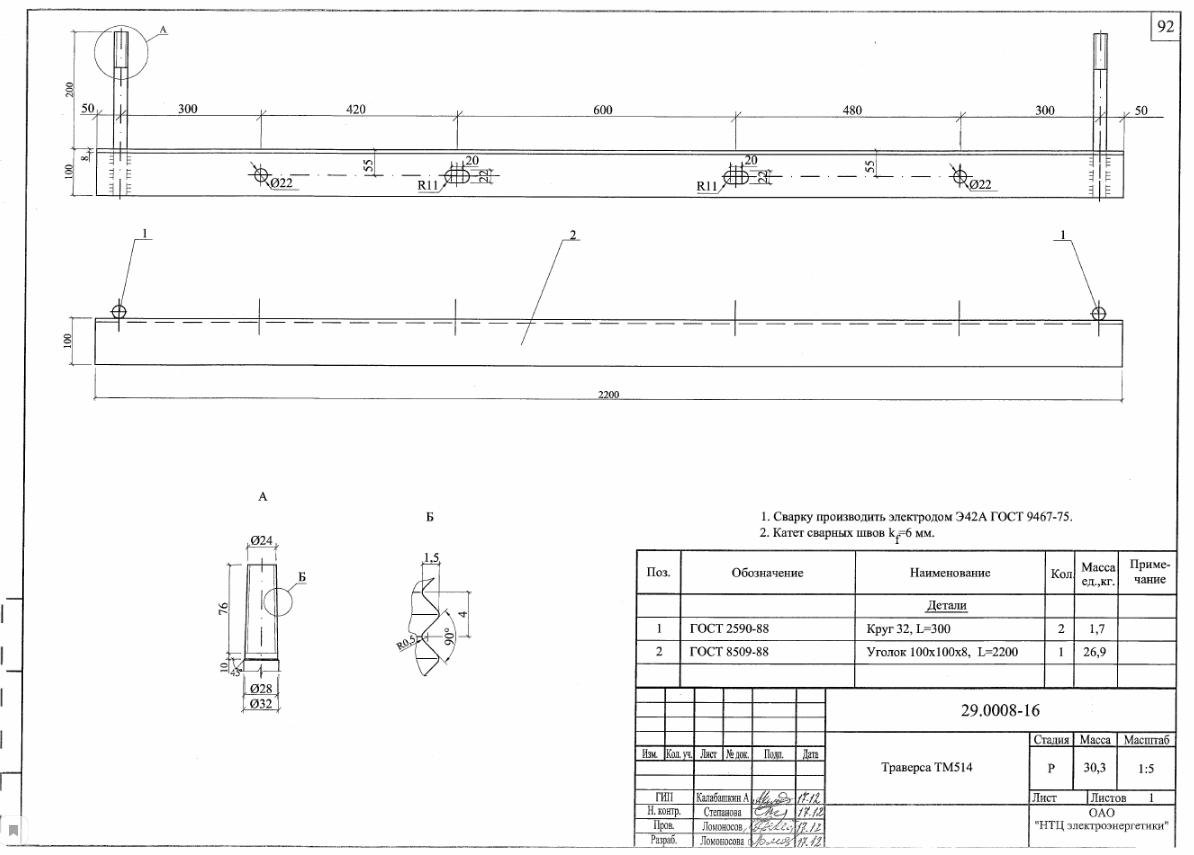 92
А
200
50
300
420
600
480
300
50
100
8
55
20
22
R11
Ø22
20
22
R11
55
Ø22
1
2
1
100
2200
А
Ø24
Б
76
10
45°
Ø28
Ø32
Б
1,5
4
R0,5
90°
1. Сварку производить электродом Э42А ГОСТ 9467-75.
2. Катет сварных швов kf=6 мм.
Поз. Обозначение Наименование Кол. Масса ед.,кг. Приме-
чание
Детали
1 ГОСТ 2590-88 Круг 32, L=300 2 1,7
2 ГОСТ 8509-88 Уголок 100х100х8, L=2200 1 26,9
29.0008-16
Изм. Кол. уч. Лист № док. Подп. Дата
Траверса ТМ514
Стадия Масса Масштаб
Р 30,3 1:5
Лист Листов 1
ГИП Калабашкин А 17.12
Н. контр. Степанова 17.12
Пров. Ломоносов 17.12
Разраб. Ломоносова 17.12
ОАО
"НТЦ электроэнергетики"